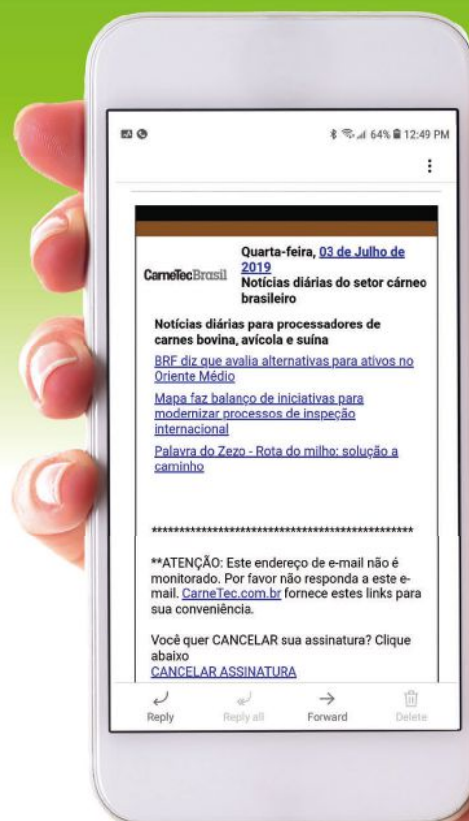 64% 12:49 PM
CarneTecBrasil
Quarta-feira, 03 de Julho de
2019
Notícias diárias do setor cárneo
brasileiro
Notícias diárias para processadores de
carnes bovina, avícola e suína
BRF diz que avalia alternativas para ativos no
Oriente Médio
Mapa faz balanço de iniciativas para
modernizar processos de inspeção
internacional
Palavra do Zezo - Rota do milho: solução a
caminho
************************************************
**ATENÇÃO: Este endereço de e-mail não é
monitorado. Por favor não responda a este e-
mail. CarneTec.com.br fornece estes links para
sua conveniência.
Você quer CANCELAR sua assinatura? Clique
abaixo
CANCELAR ASSINATURA
Reply Reply all Forward Delete